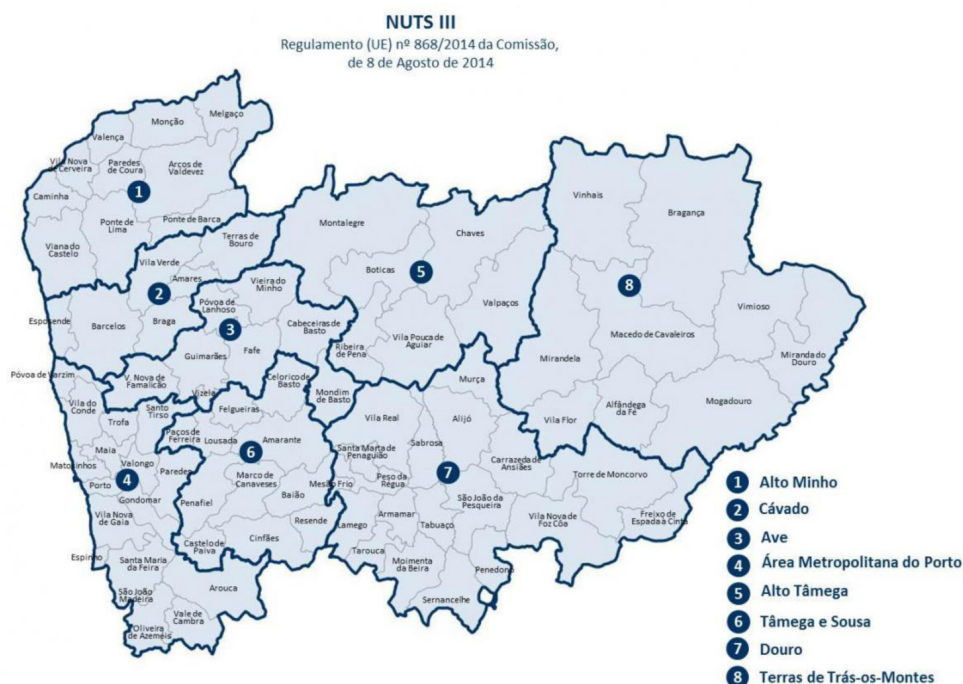 NUTS III
Regulamento (UE) nº 868/2014 da Comissão,
de 8 de Agosto de 2014
Melgaço
Monção
Valença
Vila Nova
de Cerveira
Paredes
de Coura
Arcos de
Valdevez
1
Caminha
Ponte de
Lima
Ponte de Barca
Viana do
Castelo
Terras de
Bouro
Vila Verde
Amares
2
Esposende
Barcelos
Braga
Vieira do
Minho
Póvoa de
Lanhoso
3
Cabeceiras de
Basto
Guimarães
Fafe
V. Nova de
Famalicão
Vizela
Mondim
de Basto
Montalegre
Chaves
Boticas
5
Valpaços
Vila Pouca de
Aguiar
Ribeira
de Pena
Vinhais
Bragança
8
Vimioso
Macedo de Cavaleiros
Mirandela
Miranda do
Douro
Mogadouro
Alfândega
da Fé
Vila Flor
Póvoa de Varzim
Vila do
Conde
Santo
Tirso
Trofa
Maia
Matosinhos
Valongo
Porto
4
Paredes
Gondomar
Vila Nova
de Gaia
Espinho
Santa Maria
da Feira
Arouca
São João
Madeira
Vale de
Cambra
Oliveira
de Azemeis
Celorico de
Basto
Felgueiras
Paços de
Ferreira
Lousada
Amarante
6
Marco de
Canaveses
Baião
Penafiel
Resende
Cinfães
Castelo de
Paiva
Murça
Vila Real
Alijó
Sabrosa
Santa Marta de
Penaguião
7
Carrazeda de
Ansiães
Peso da
Régua
Mesão Frio
Torre de Moncorvo
São João da
Pesqueira
Armamar
Lamego
Tabuaço
Vila Nova de
Foz Côa
Freixo de
Espada à Cinta
Tarouca
Moimenta
da Beira
Penedono
Sernancelhe
1 Alto Minho
2 Cávado
3 Ave
4 Área Metropolitana do Porto
5 Alto Tâmega
6 Tâmega e Sousa
7 Douro
8 Terras de Trás-os-Montes